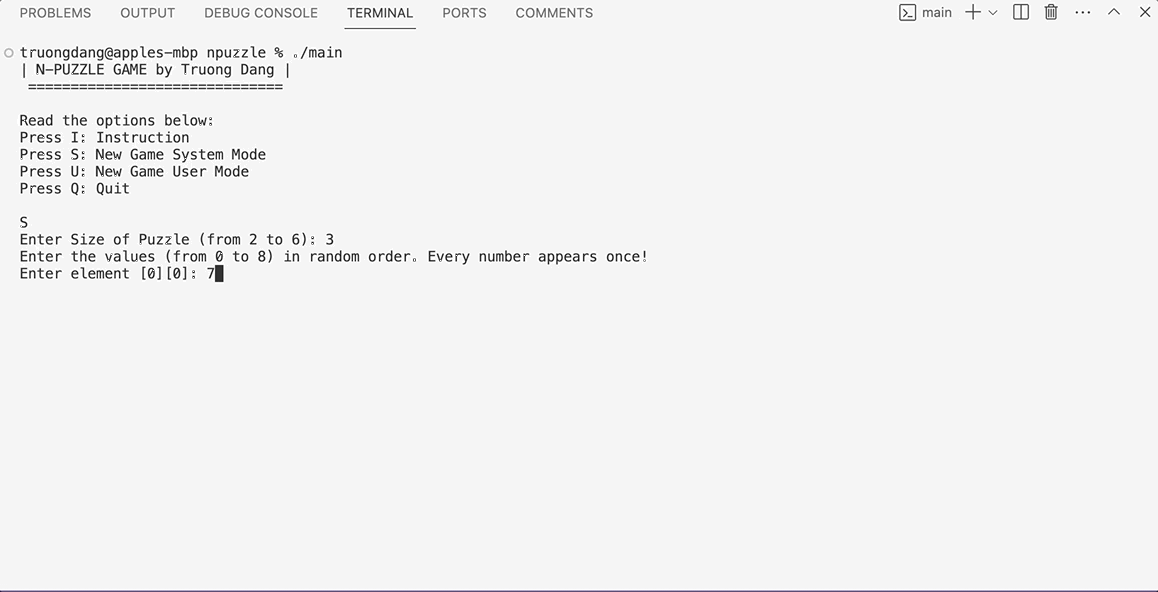 PROBLEMS OUTPUT DEBUG CONSOLE TERMINAL PORTS COMMENTS main
truongdang@apples-mbp npuzzle % ./main
| N-PUZZLE GAME by Truong Dang |
==============================
Read the options below:
Press I: Instruction
Press S: New Game System Mode
Press U: New Game User Mode
Press Q: Quit
S
Enter Size of Puzzle (from 2 to 6): 3
Enter the values (from 0 to 8) in random order. Every number appears once!
Enter element [0][0]: 7